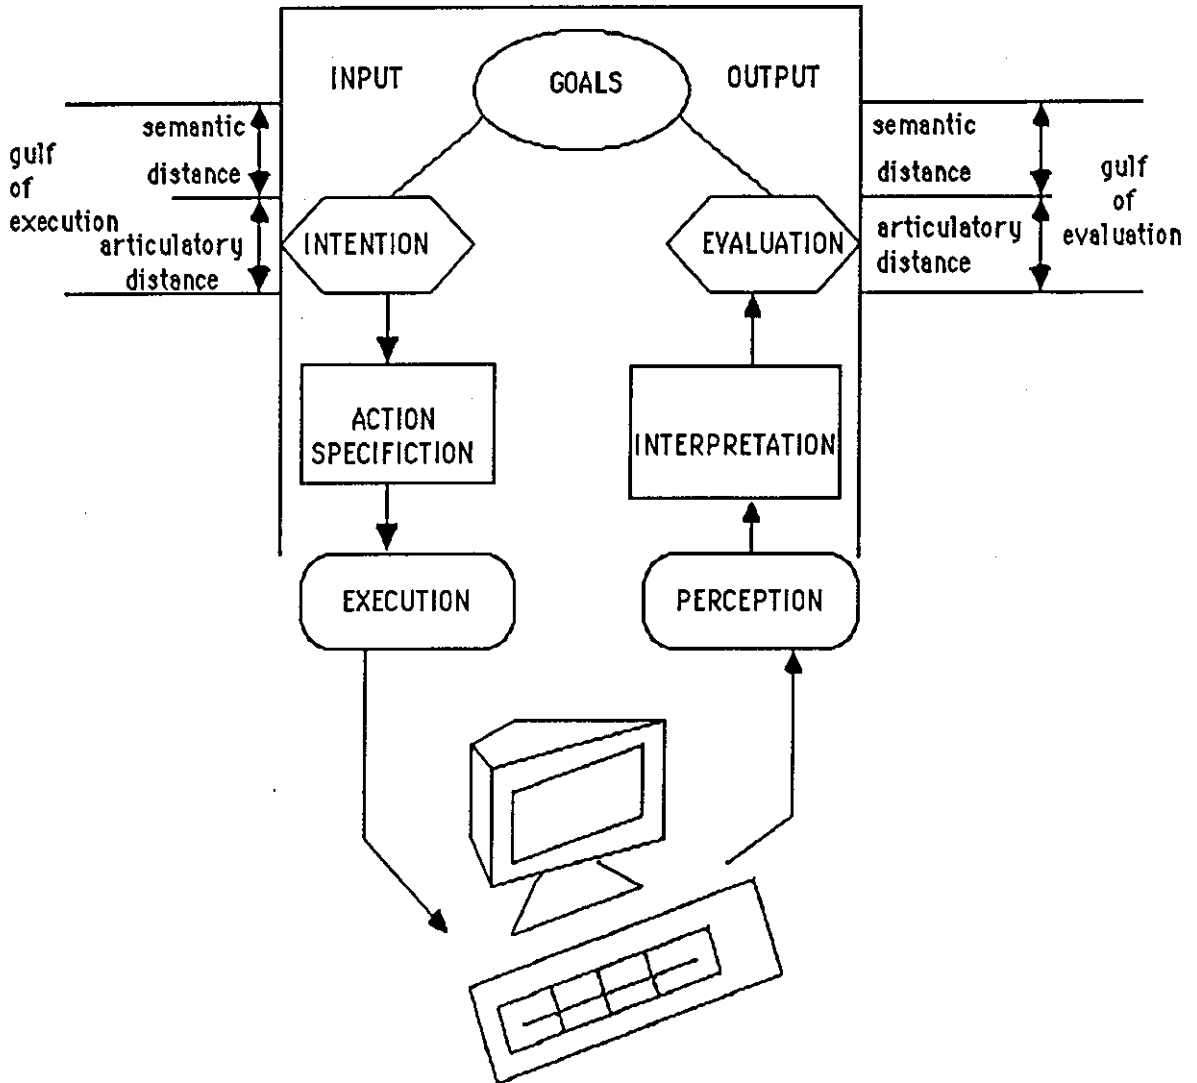 INPUT
GOALS
OUTPUT
semantic
distance
gulf
of
execution
articulatory
distance
semantic
distance
gulf
of
evaluation
articulatory
distance
INTENTION
EVALUATION
ACTION
SPECIFICTION
INTERPRETATION
EXECUTION
PERCEPTION